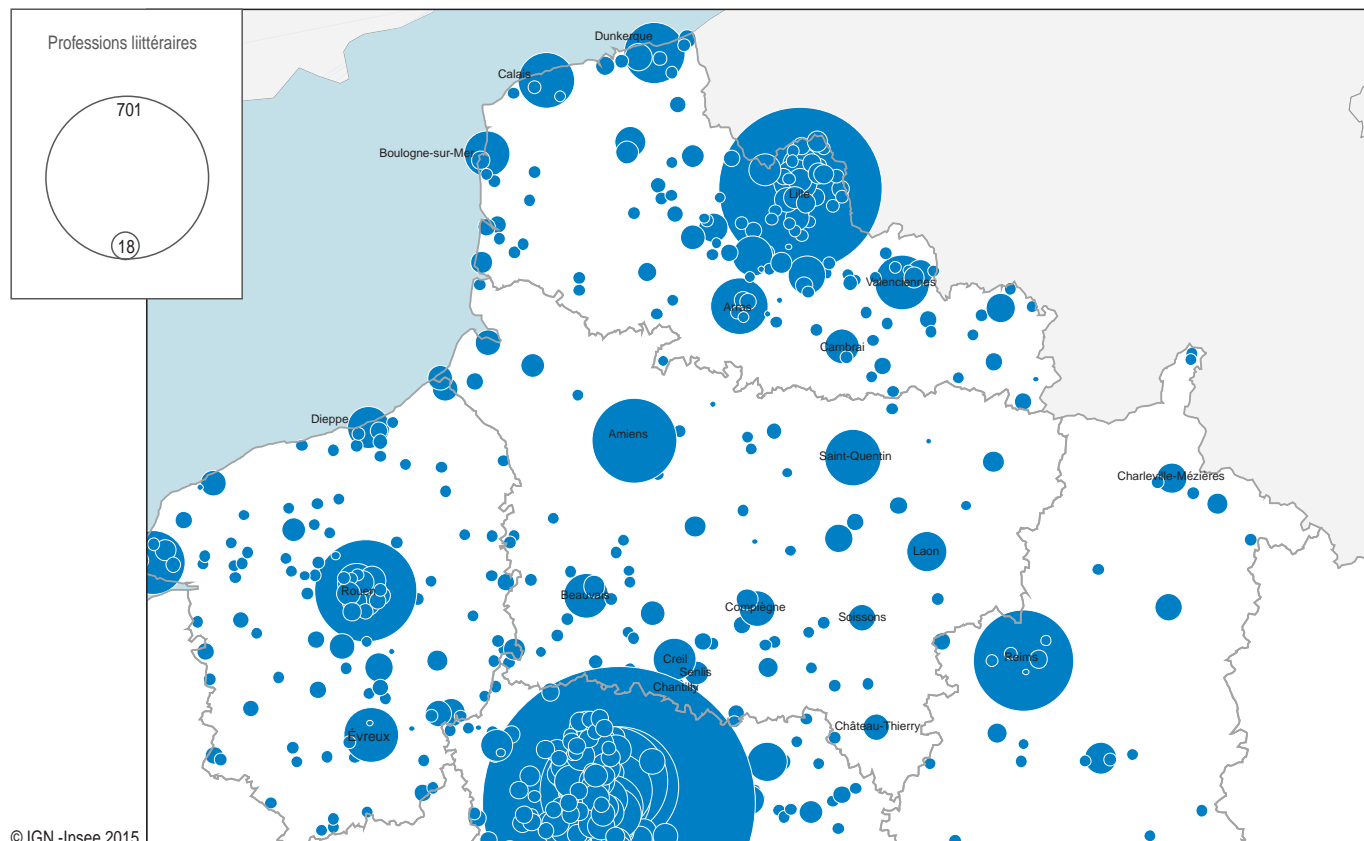 Professions liittéraires
701
18
Dunkerque
Calais
Boulogne-sur-Mer
Lille
Valenciennes
Arras
Cambrai
Dieppe
Amiens
Saint-Quentin
Charleville-Mézières
Laon
Rouen
Beauvais
Compiègne
Soissons
Creil
Reims
Senlis
Chantilly
Château-Thierry
Évreux
© IGN -Insee 2015